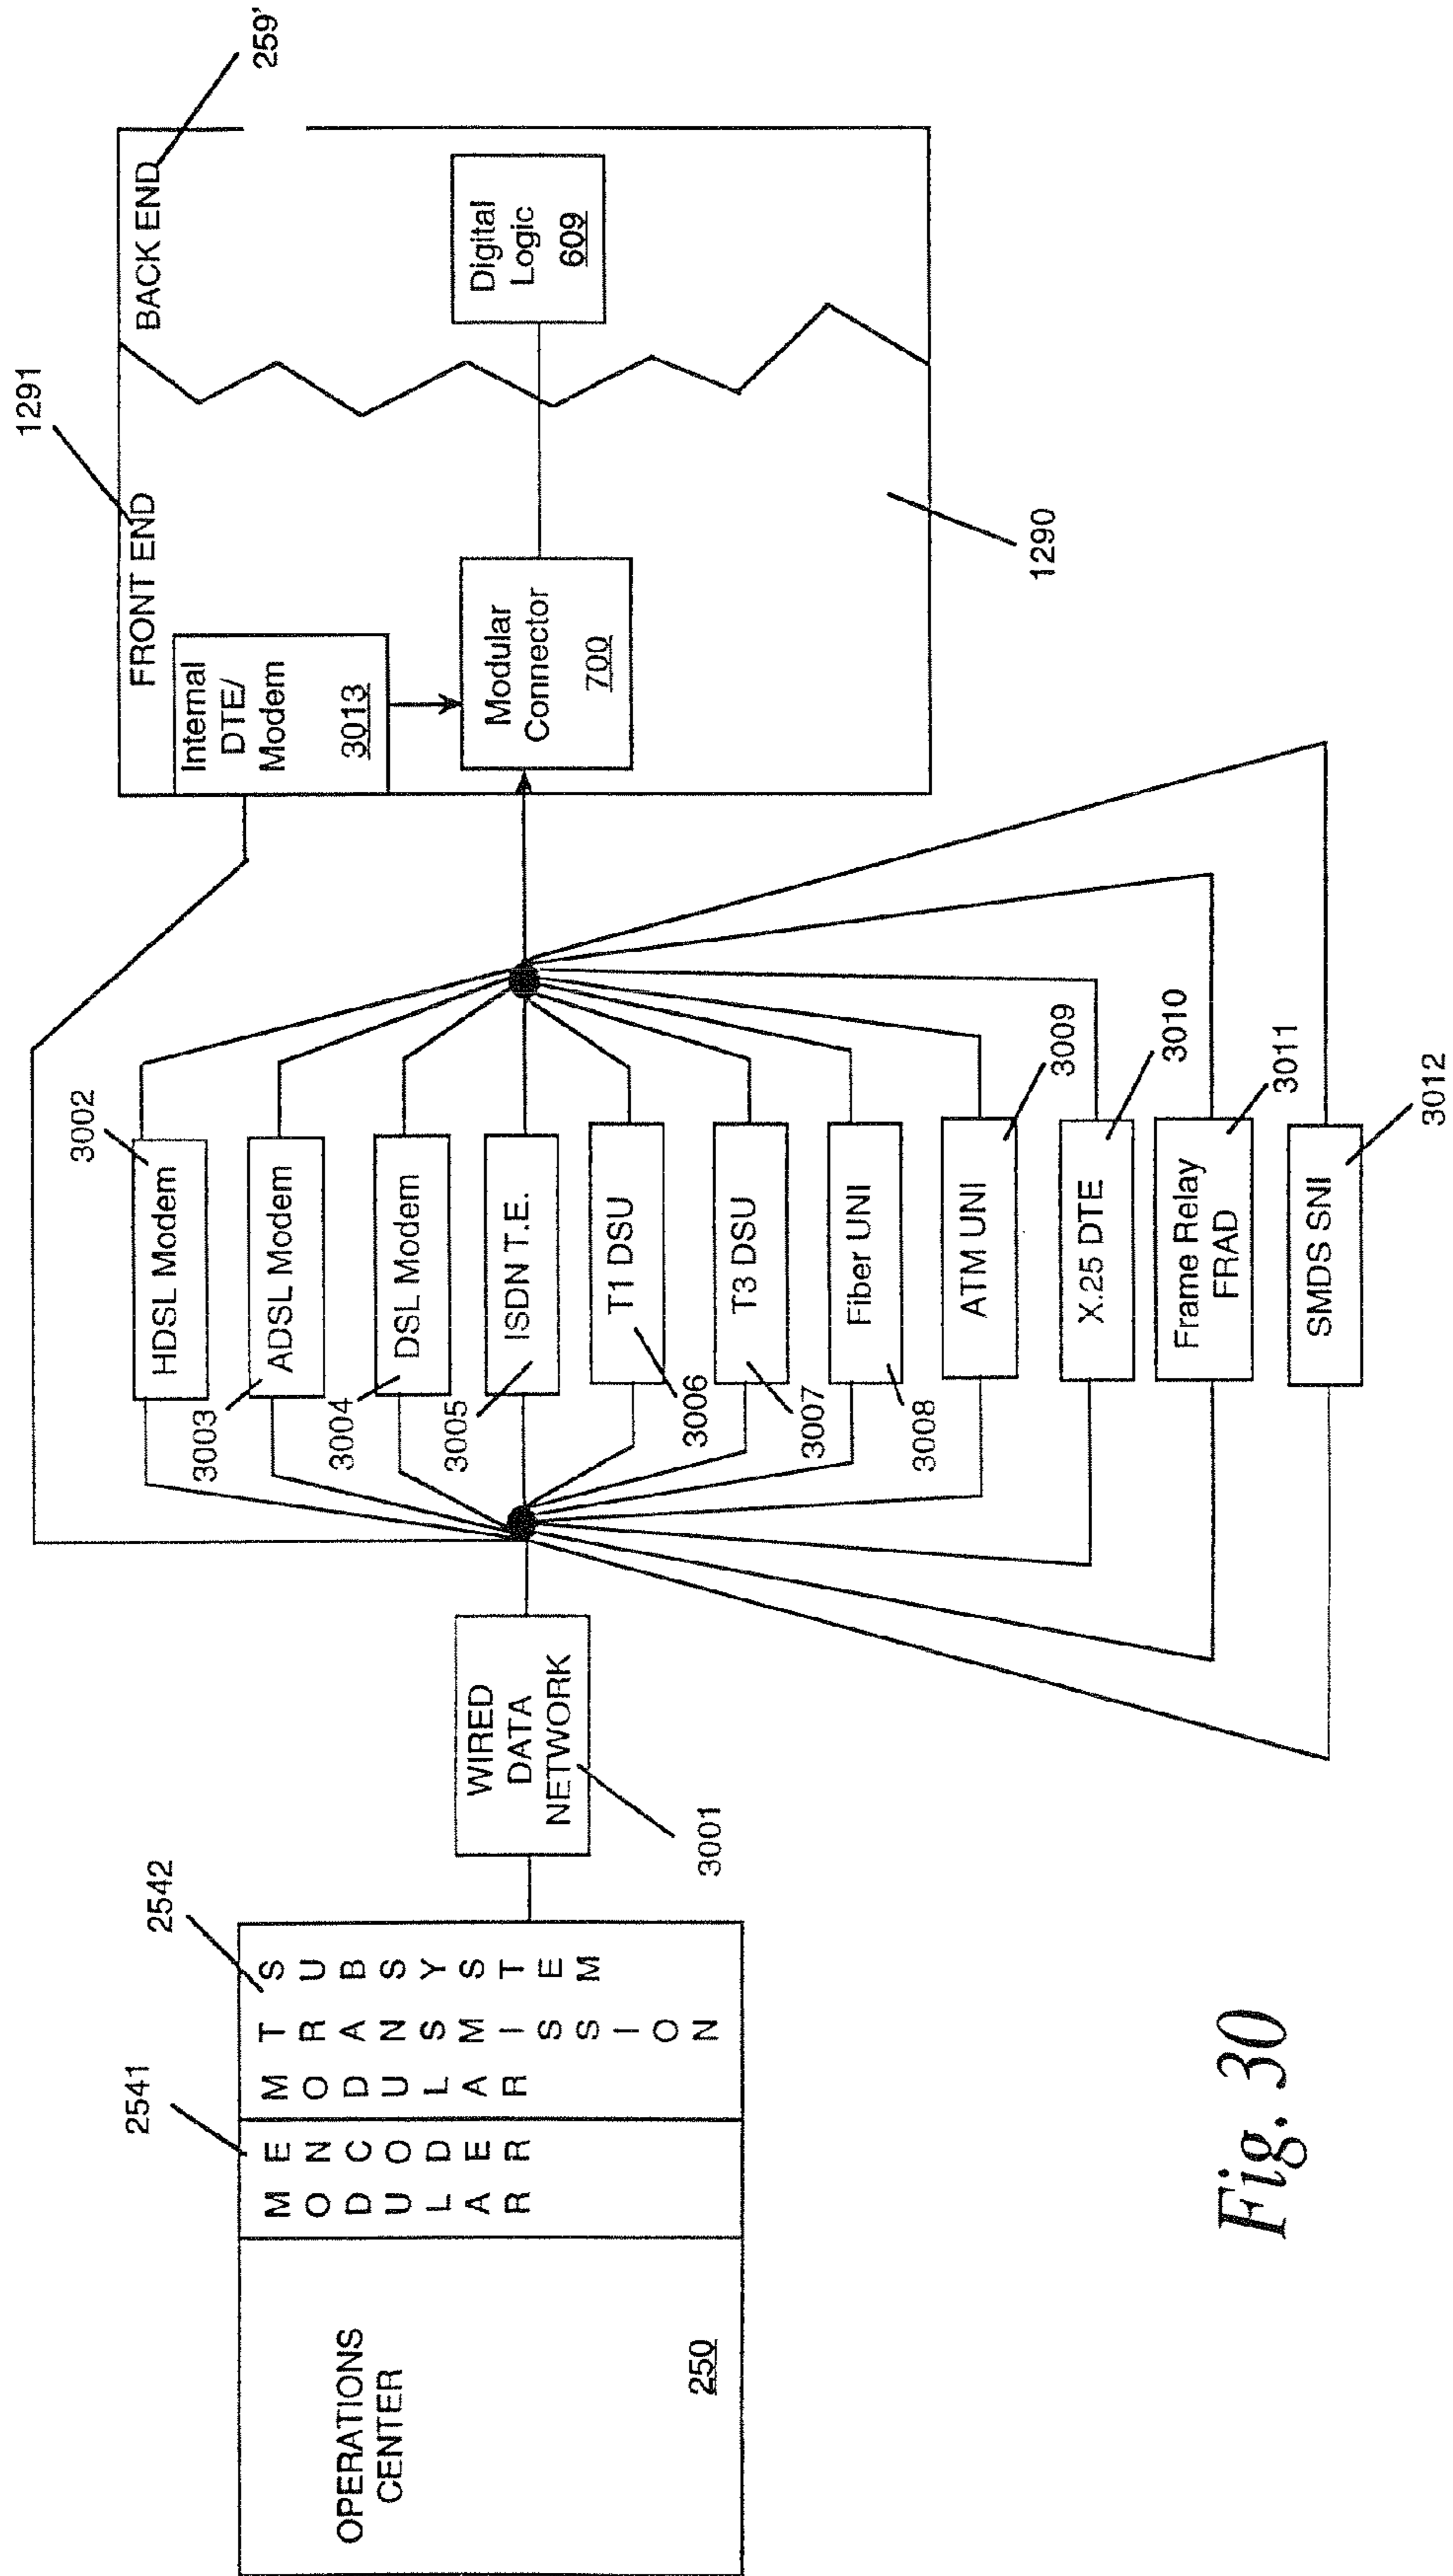 2541
2542
OPERATIONS
CENTER
250
MODULAR
ENCODER
MODULAR
TRANSMISSION
SUBSYSTEM
WIRED
DATA
NETWORK
3001
HDSL Modem
3002
ADSL Modem
3003
DSL Modem
3004
ISDN T.E.
3005
T1 DSU
3006
T3 DSU
3007
Fiber UNI
3008
ATM UNI
3009
X.25 DTE
3010
Frame Relay
FRAD
3011
SMDS SNI
3012
1291
FRONT END
BACK END
259'
Internal
DTE/
Modem
3013
Modular
Connector
700
Digital
Logic
609
1290
Fig. 30